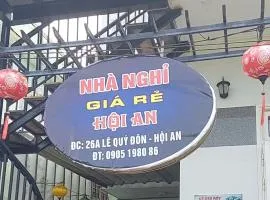 NHÀ NGHỈ
GIÁ RẺ
HỘI AN
ĐC: 26A LÊ QUÝ ĐÔN - HỘI AN
ĐT: 0905 1980 86